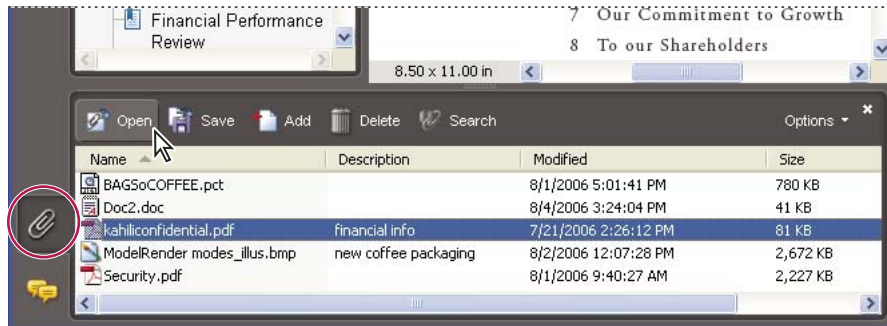 Financial Performance
Review
7 Our Commitment to Growth
8 To our Shareholders
8.50 x 11.00 in
Open Save Add Delete Search Options
Name Description Modified Size
BAGSoCOFFEE.pct 8/1/2006 5:01:41 PM 780 KB
Doc2.doc 8/4/2006 3:24:04 PM 41 KB
kahiliconfidential.pdf financial info 7/21/2006 2:26:12 PM 81 KB
ModelRender modes_illus.bmp new coffee packaging 8/2/2006 12:07:28 PM 2,672 KB
Security.pdf 8/1/2006 9:40:27 AM 2,227 KB